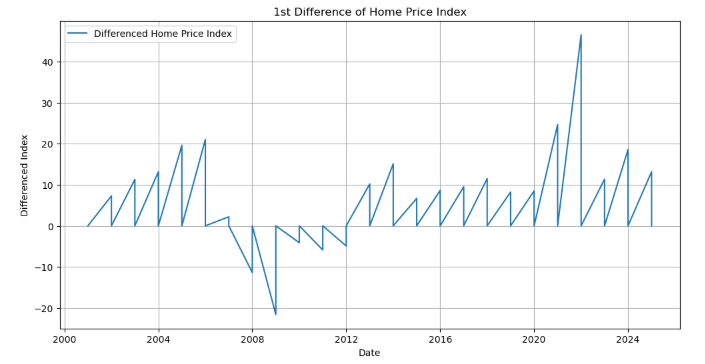 1st Difference of Home Price Index
Differenced Home Price Index
40
30
20
10
0
−10
−20
Differenced Index
2000 2004 2008 2012 2016 2020 2024
Date